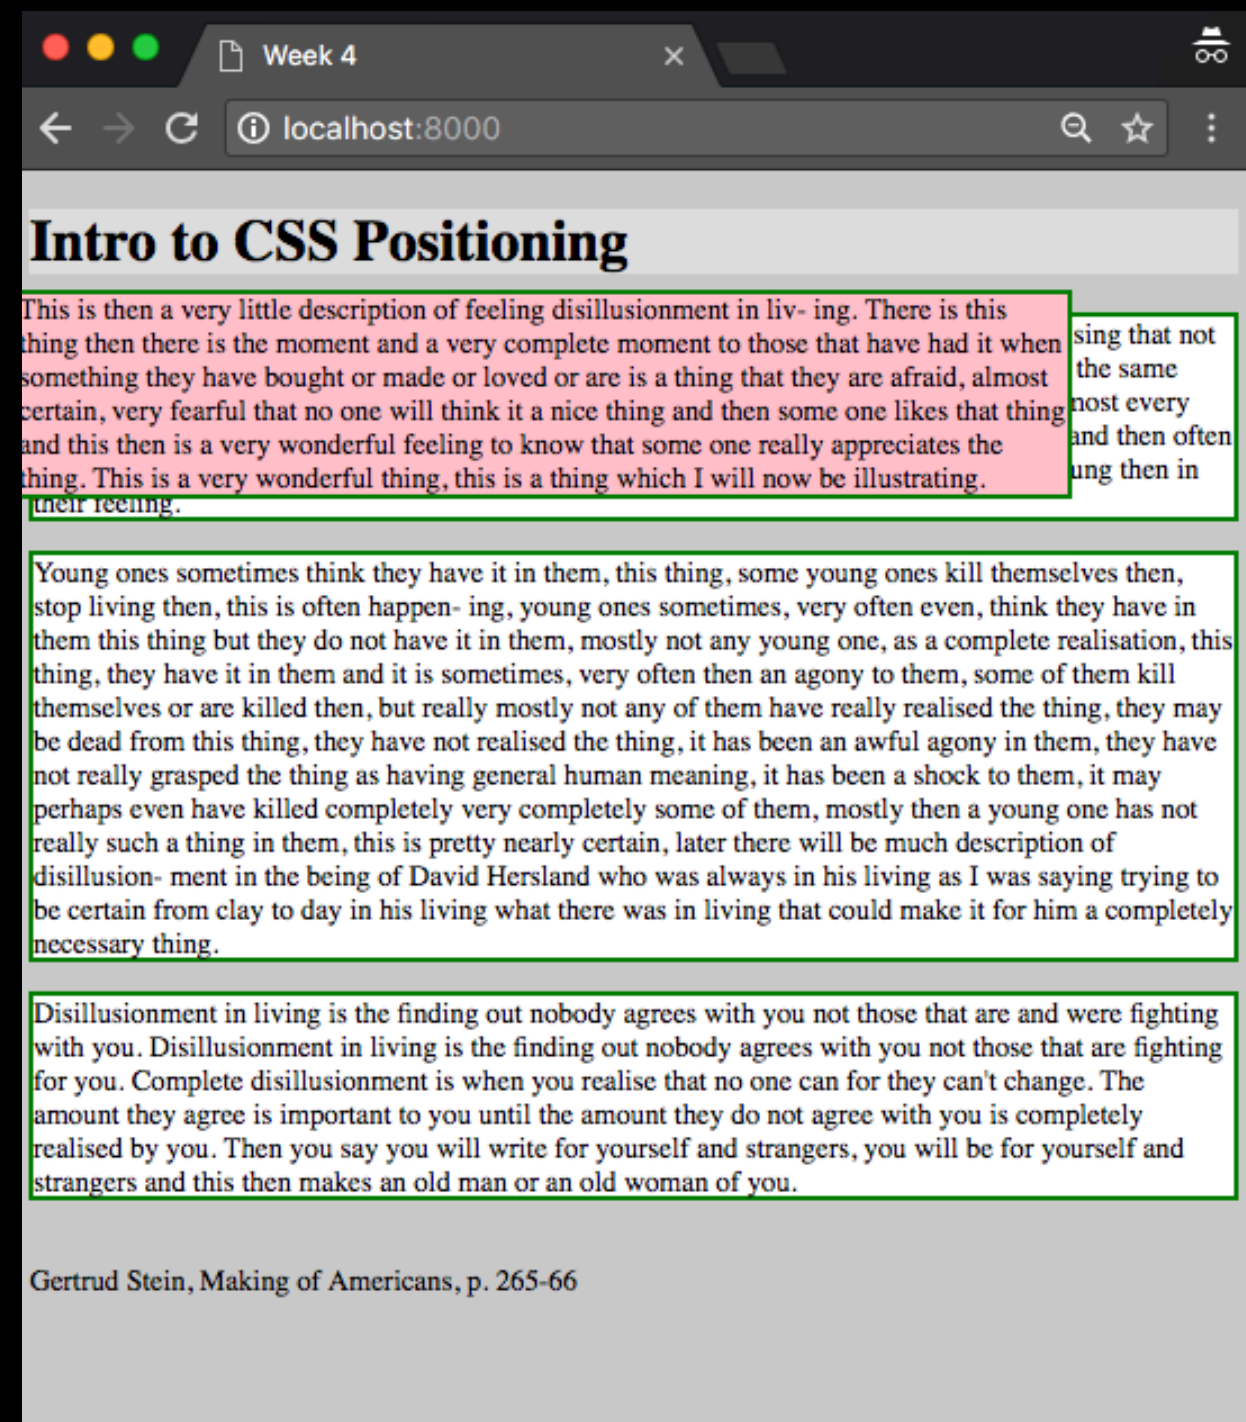 Week 4
localhost:8000
Intro to CSS Positioning
This is then a very little description of feeling disillusionment in liv- ing. There is this
thing then there is the moment and a very complete moment to those that have had it when
something they have bought or made or loved or are is a thing that they are afraid, almost
certain, very fearful that no one will think it a nice thing and then some one likes that thing
and this then is a very wonderful feeling to know that some one really appreciates the
thing. This is a very wonderful thing, this is a thing which I will now be illustrating.
sing that not
the same
most every
and then often
ung then in
their feeling.
Young ones sometimes think they have it in them, this thing, some young ones kill themselves then,
stop living then, this is often happen- ing, young ones sometimes, very often even, think they have in
them this thing but they do not have it in them, mostly not any young one, as a complete realisation, this
thing, they have it in them and it is sometimes, very often then an agony to them, some of them kill
themselves or are killed then, but really mostly not any of them have really realised the thing, they may
be dead from this thing, they have not realised the thing, it has been an awful agony in them, they have
not really grasped the thing as having general human meaning, it has been a shock to them, it may
perhaps even have killed completely very completely some of them, mostly then a young one has not
really such a thing in them, this is pretty nearly certain, later there will be much description of
disillusion- ment in the being of David Hersland who was always in his living as I was saying trying to
be certain from clay to day in his living what there was in living that could make it for him a completely
necessary thing.
Disillusionment in living is the finding out nobody agrees with you not those that are and were fighting
with you. Disillusionment in living is the finding out nobody agrees with you not those that are fighting
for you. Complete disillusionment is when you realise that no one can for they can't change. The
amount they agree is important to you until the amount they do not agree with you is completely
realised by you. Then you say you will write for yourself and strangers, you will be for yourself and
strangers and this then makes an old man or an old woman of you.
Gertrud Stein, Making of Americans, p. 265-66